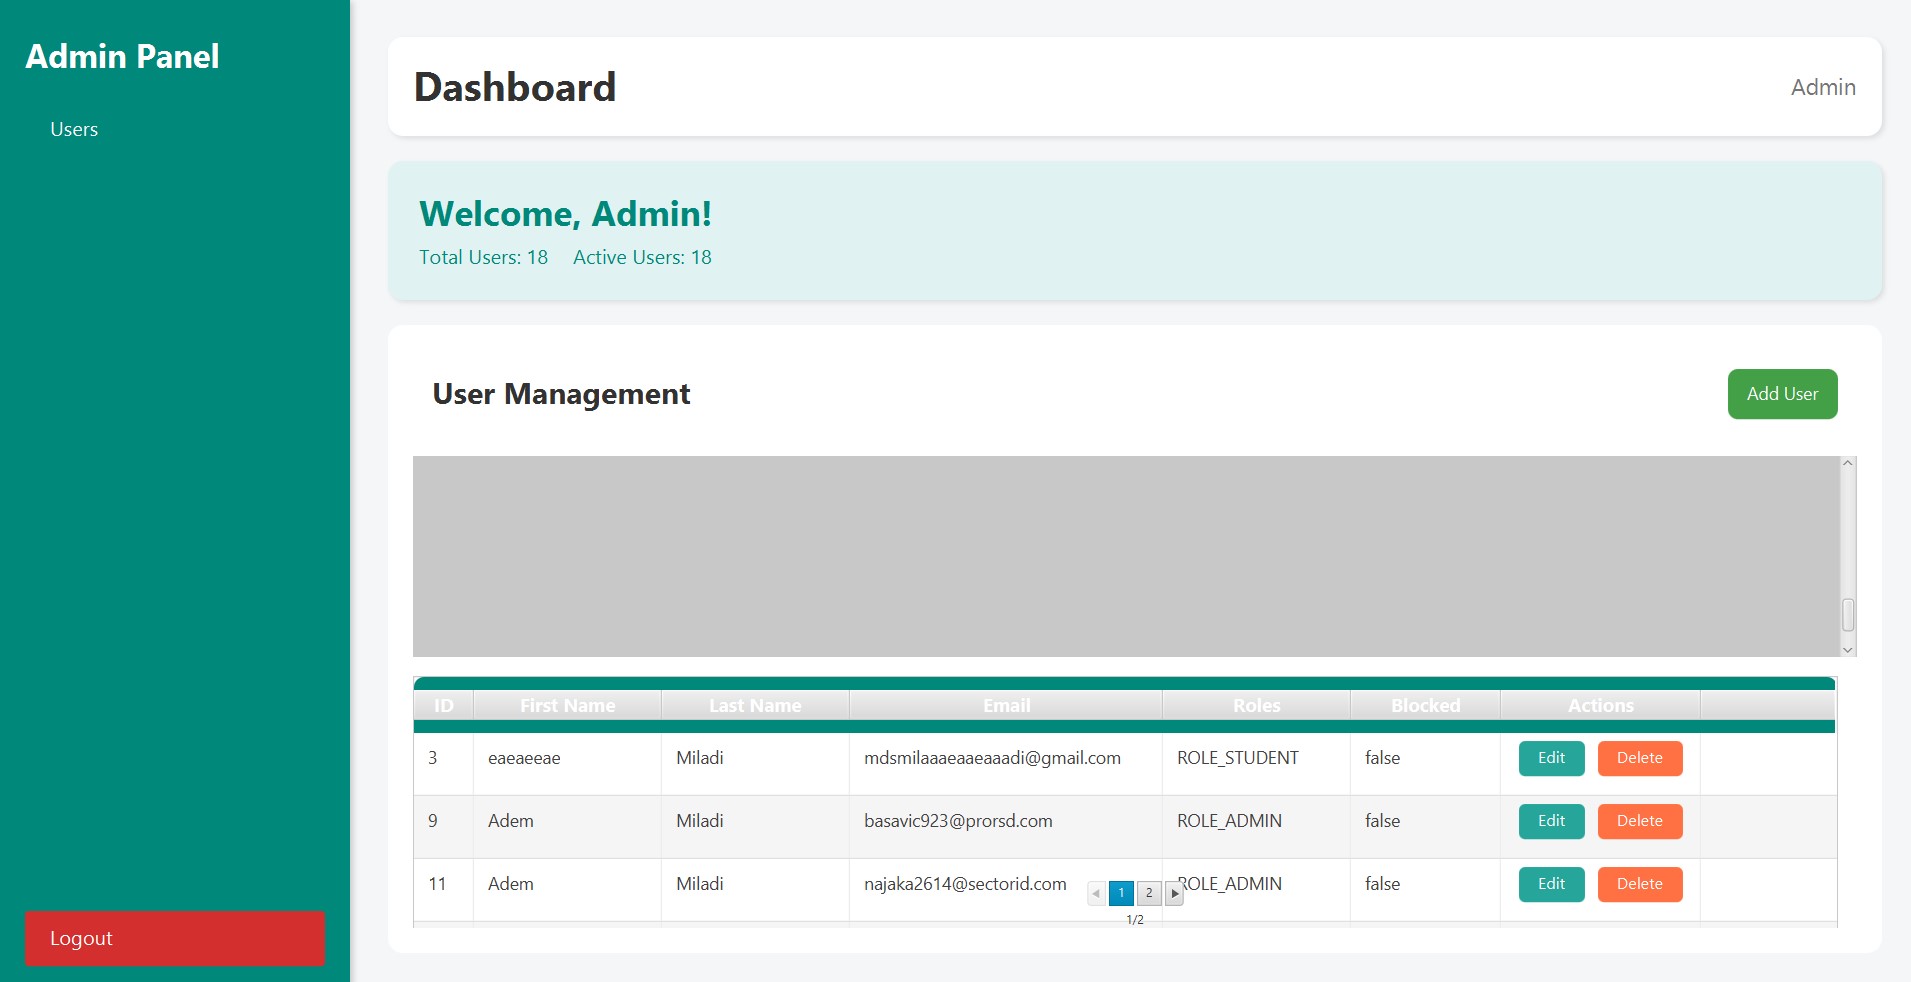 Admin Panel
Users
Logout
Dashboard
Admin
Welcome, Admin!
Total Users: 18 Active Users: 18
User Management
Add User
ID First Name Last Name Email Roles Blocked Actions
3 eaeaeeae Miladi mdsmilaaaeaaeaaadi@gmail.com ROLE_STUDENT false Edit Delete
9 Adem Miladi basavic923@prorsd.com ROLE_ADMIN false Edit Delete
11 Adem Miladi najaka2614@sectorid.com ROLE_ADMIN false Edit Delete
1 2
1/2